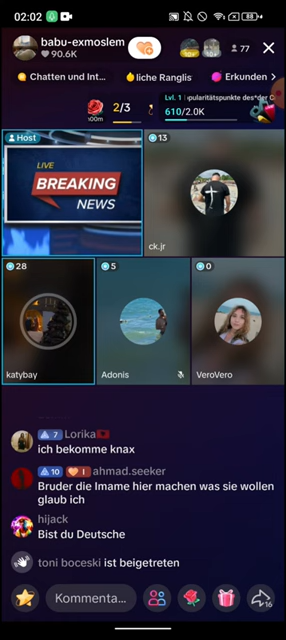 02:02
88
babu-exmoslem
90.6K
77
Chatten und Int...
liche Ranglis
Erkunden
100m
2/3
Lvl. 1
610/2.0K
Host
LIVE
BREAKING
NEWS
13
ck.jr
28
katybay
5
Adonis
0
VeroVero
7 Lorika
ich bekomme knax
10 I ahmad.seeker
Bruder die Imame hier machen was sie wollen
glaub ich
hijack
Bist du Deutsche
toni boceski ist beigetreten
Kommenta...
16